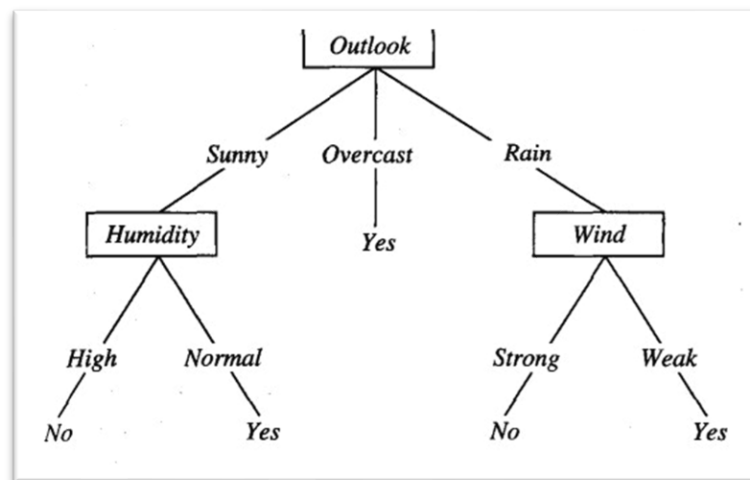 Outlook
Sunny Overcast Rain
Humidity Yes Wind
High Normal Strong Weak
No Yes No Yes